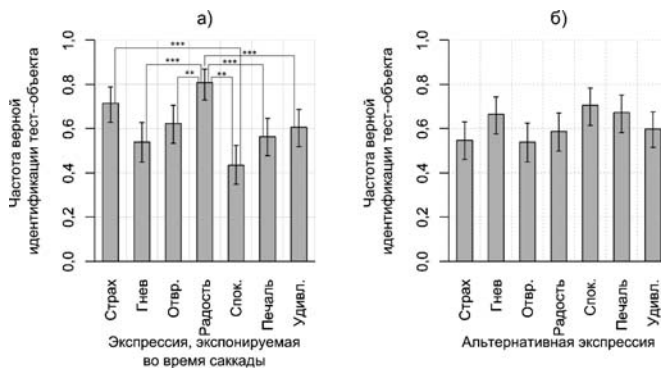 а)
Частота верной
идентификации тест--объекта
1,0
0,8
0,6
0,4
0,2
0,0
***
***
***
***
**
**
Страх
Гнев
Отвр.
Радость
Спок.
Печаль
Удивл.
Экспрессия, экспонируемая
во время саккады
б)
Частота верной
идентификации тест--объекта
1,0
0,8
0,6
0,4
0,2
0,0
Страх
Гнев
Отвр.
Радость
Спок.
Печаль
Удивл.
Альтернативная экспрессия